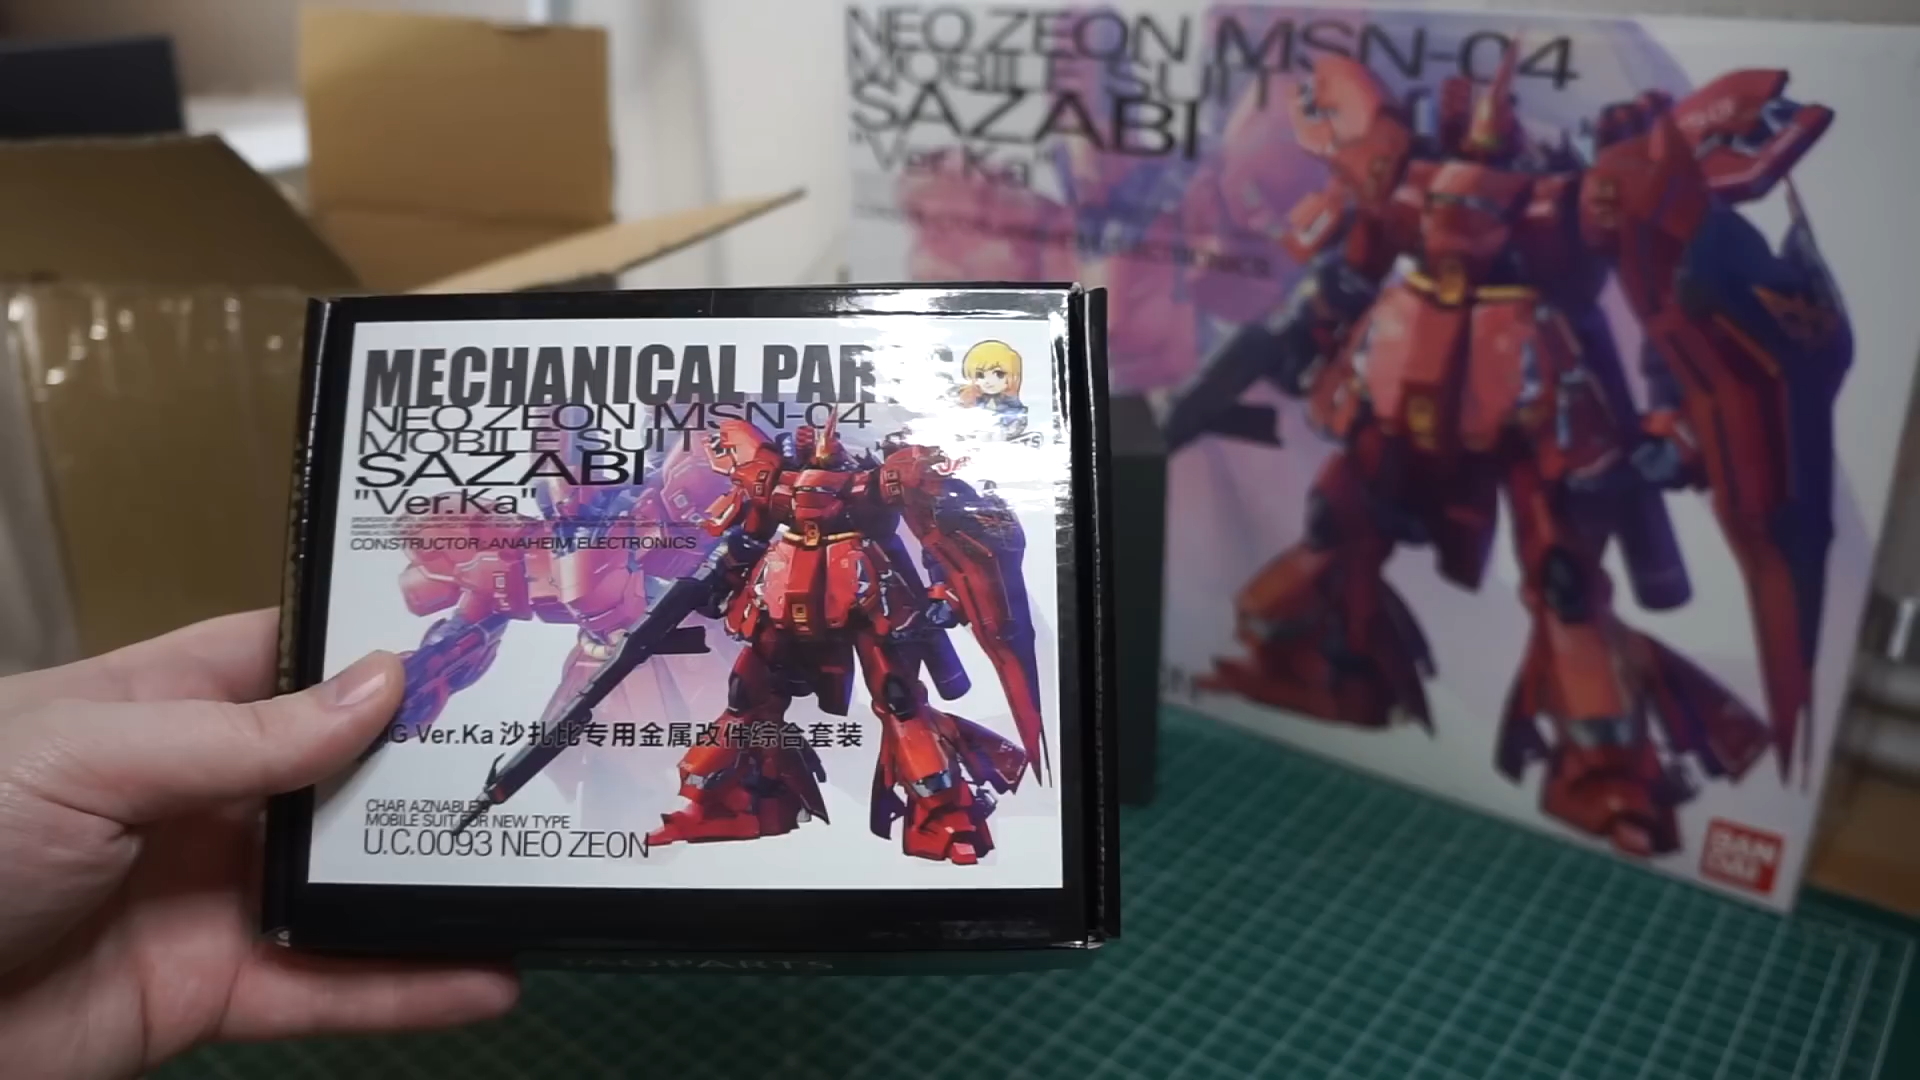 NEO ZEON MSN-04
MOBILE SUIT
SAZABI
"Ver.Ka"
BAN
DAI
MECHANICAL PAR
NEO ZEON MSN-04
MOBILE SUIT
SAZABI
"Ver.Ka"
CONSTRUCTOR : ANAHEIM ELECTRONICS
G Ver.Ka 沙扎比专用金属改件综合套装
CHAR AZNABLE'S
MOBILE SUIT FOR NEW TYPE
U.C.0093 NEO ZEON